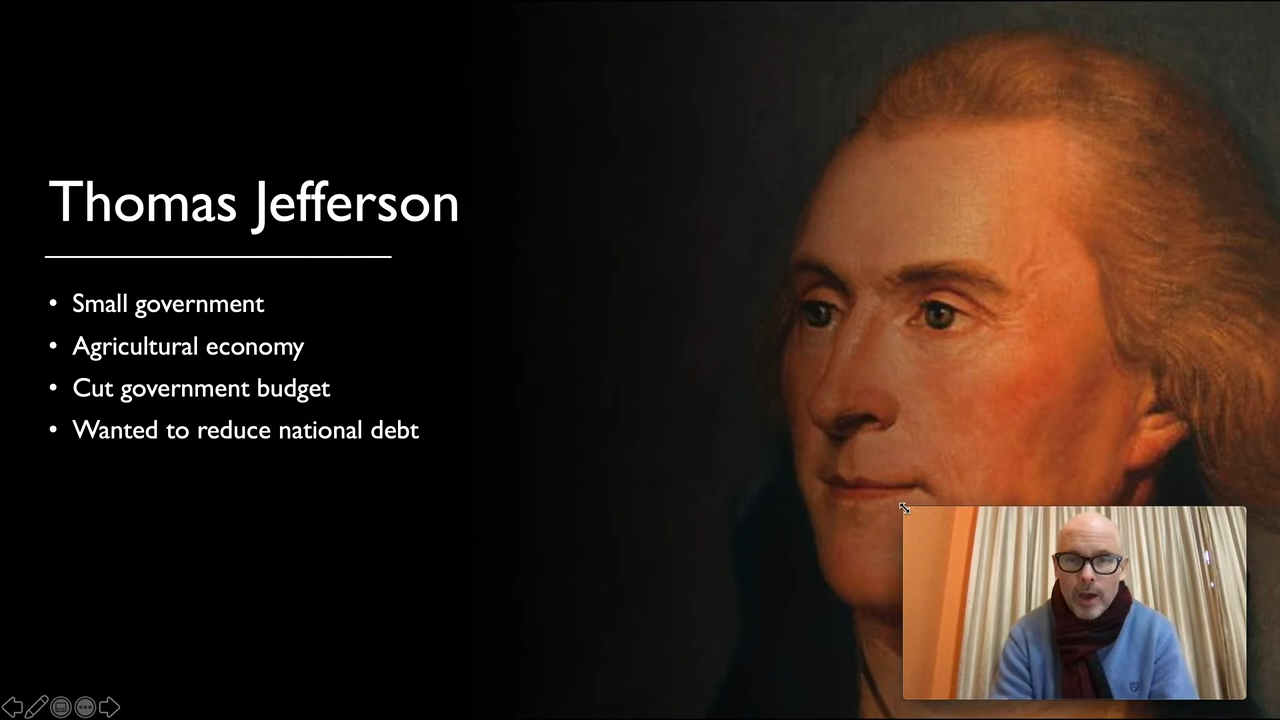 Thomas Jefferson
• Small government
• Agricultural economy
• Cut government budget
• Wanted to reduce national debt